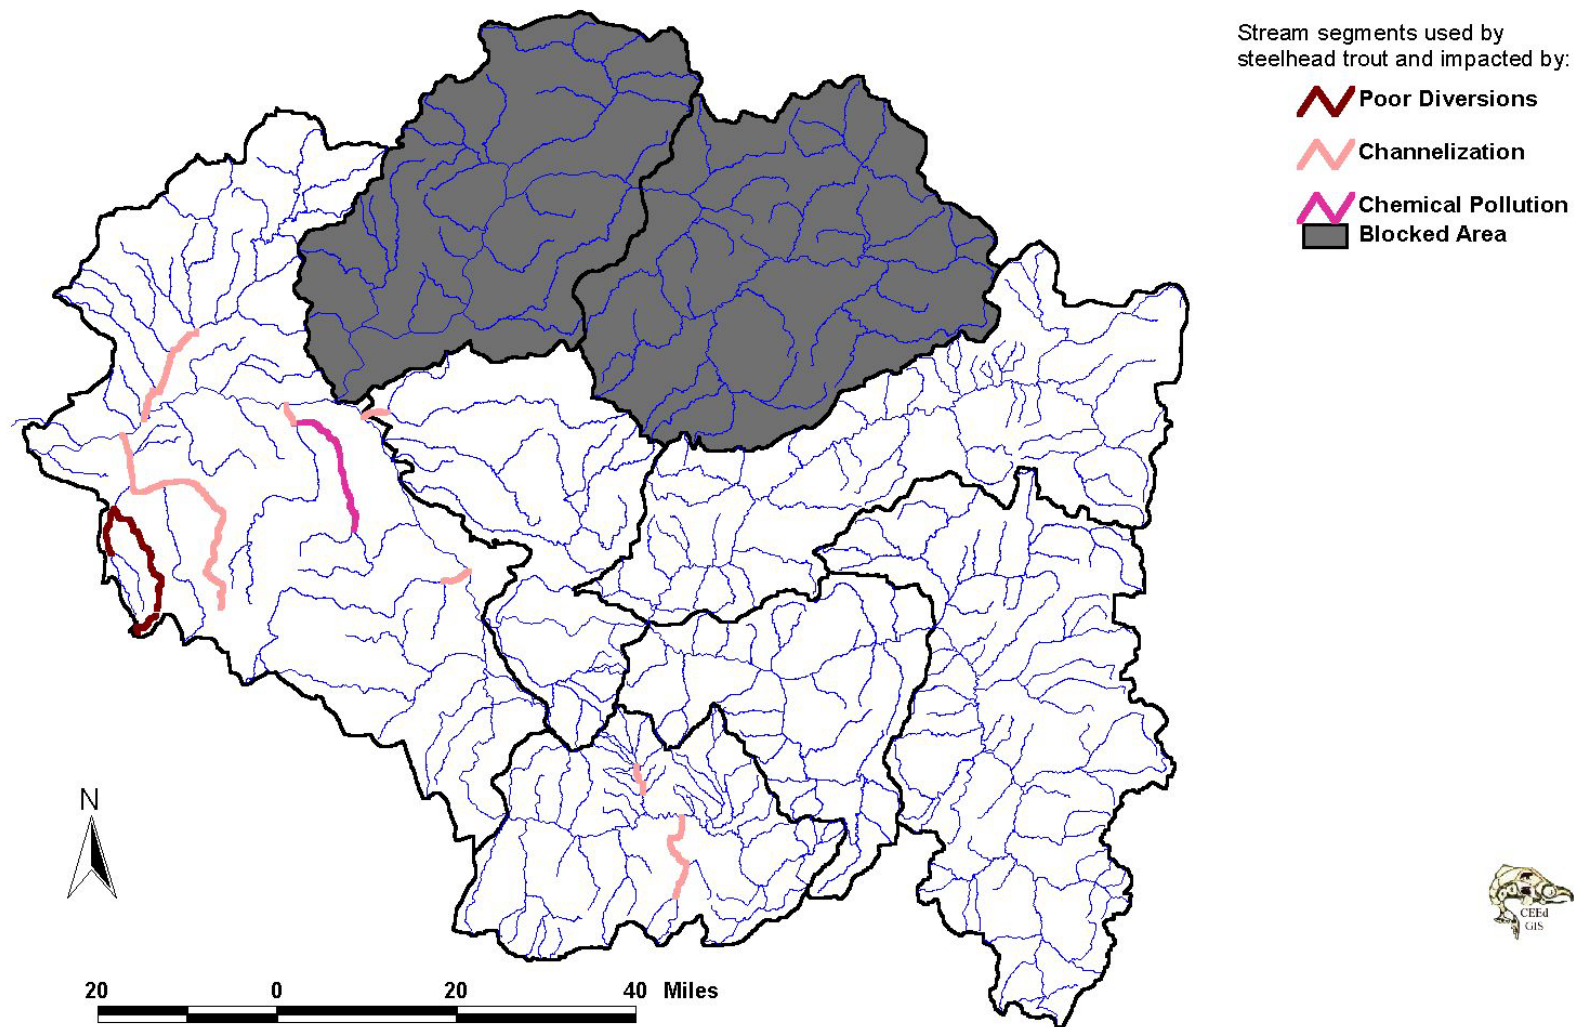 Stream segments used by
steelhead trout and impacted by:
Poor Diversions
Channelization
Chemical Pollution
Blocked Area
N
CEEd
GIS
20 0 20 40 Miles